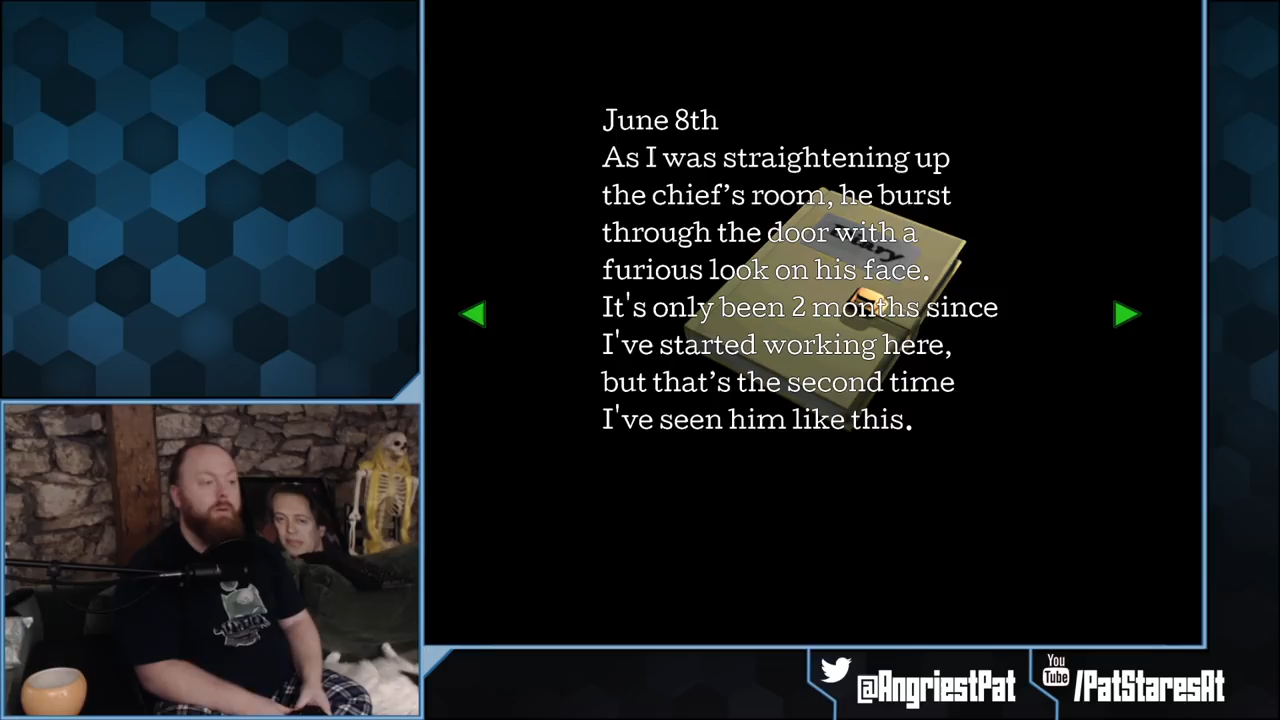 June 8th
As I was straightening up
the chief's room, he burst
through the door with a
furious look on his face.
It's only been 2 months since
I've started working here,
but that's the second time
I've seen him like this.
Diary
@AngriestPat
You
Tube
/PatStaresAt